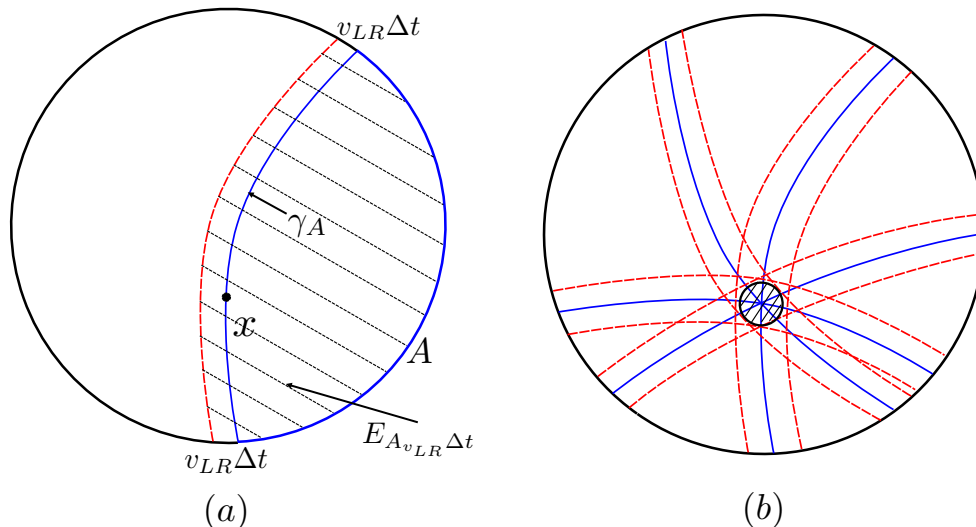 v_{LR}Δt
γ_A
x
A
E_{A_{v_{LR}}Δt}
v_{LR}Δt
(a) (b)